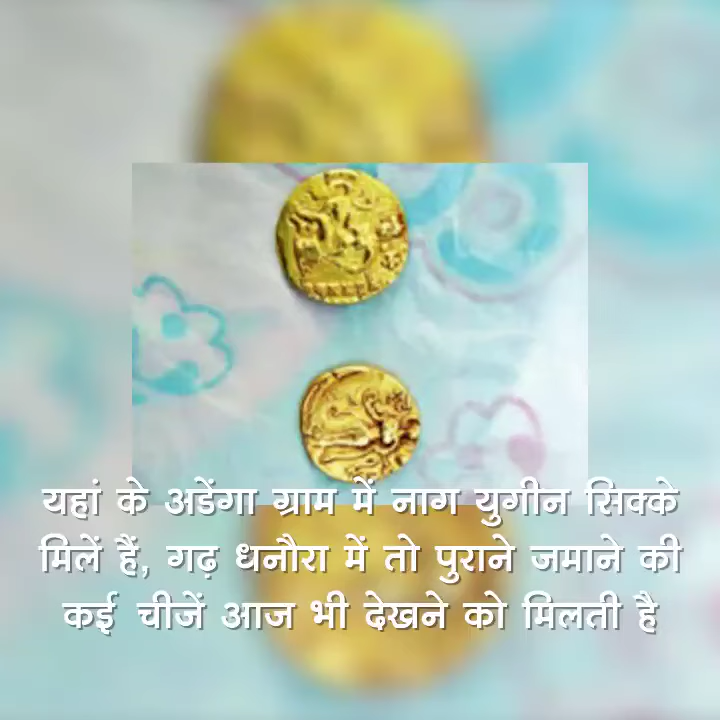 यहां के अडेंगा ग्राम में नाग युगीन सिक्के
मिलें हैं, गढ़ धनौरा में तो पुराने जमाने की
कई चीजें आज भी देखने को मिलती है